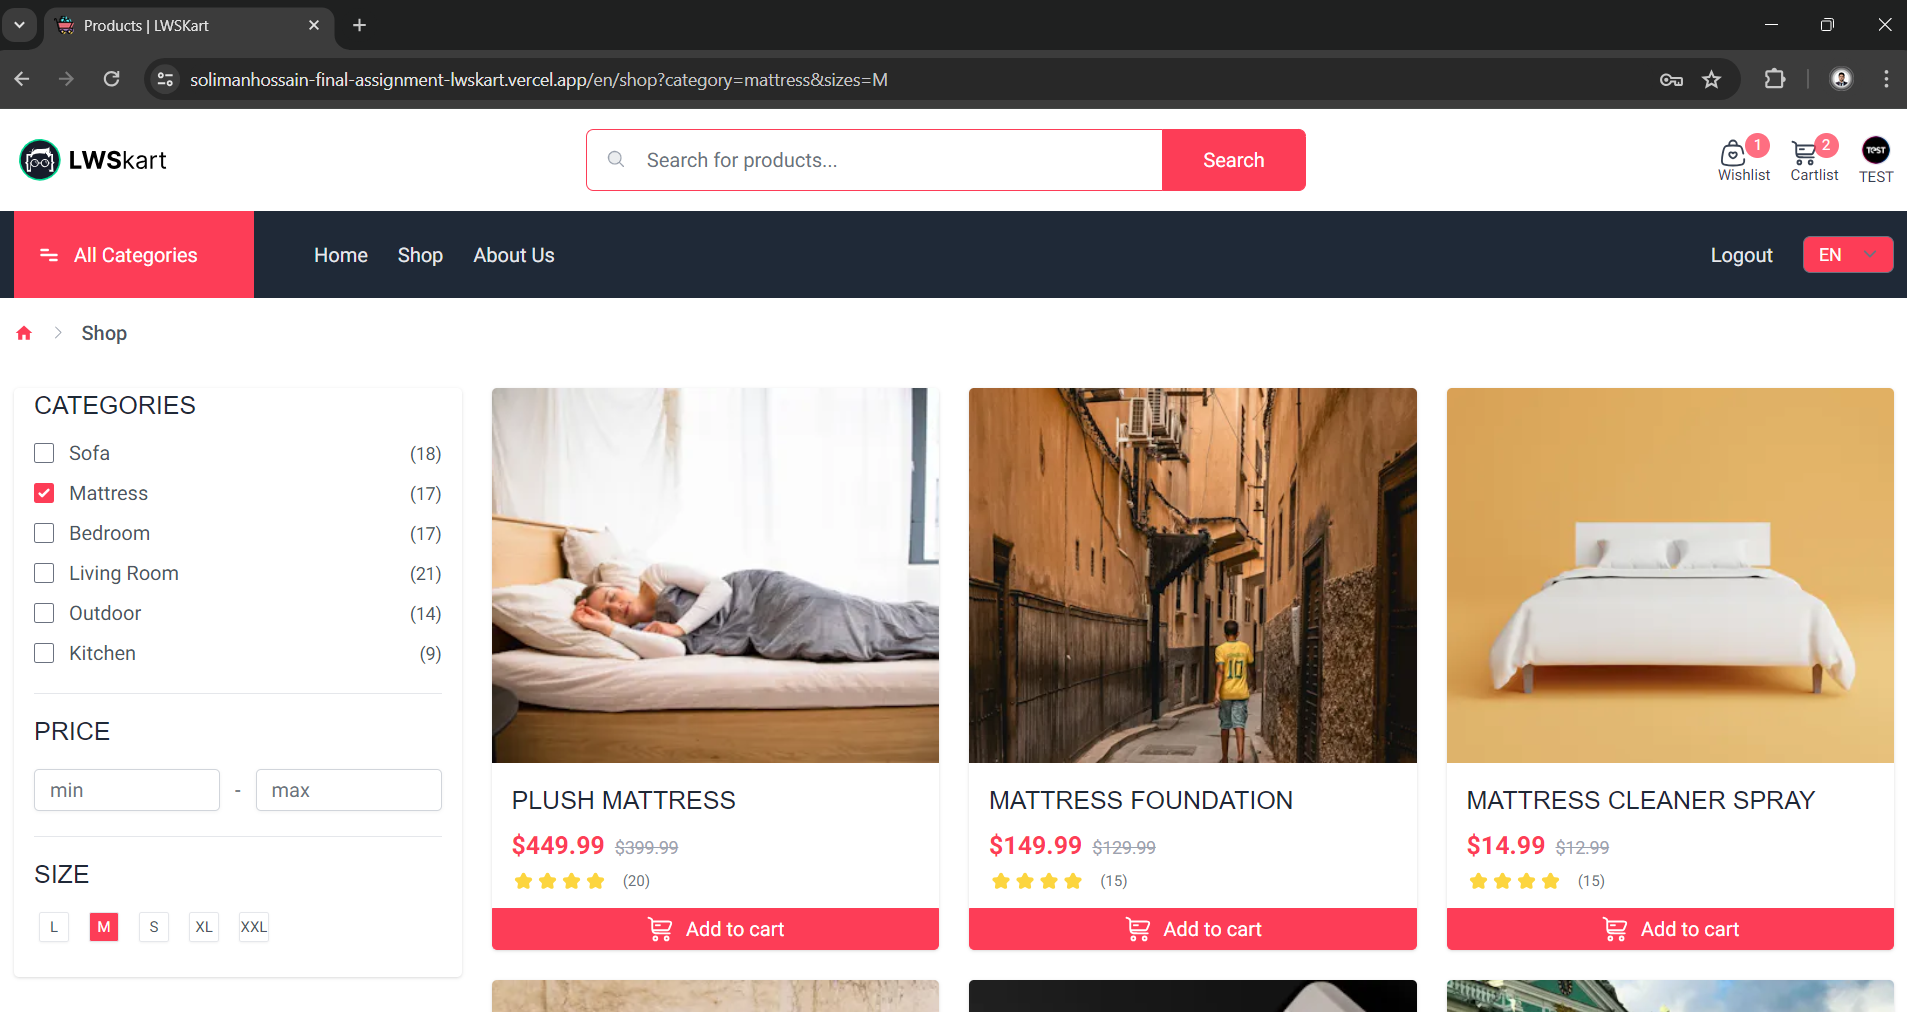 Products | LWSKart
solimanhossain-final-assignment-lwskart.vercel.app/en/shop?category=mattress&sizes=M
LWSkart
Search for products...
Search
1
Wishlist
2
Cartlist
TEST
TEST
All Categories
Home
Shop
About Us
Logout
EN
Shop
CATEGORIES
Sofa (18)
Mattress (17)
Bedroom (17)
Living Room (21)
Outdoor (14)
Kitchen (9)
PRICE
min - max
SIZE
L M S XL XXL
PLUSH MATTRESS
$449.99 $399.99
(20)
Add to cart
10
MATTRESS FOUNDATION
$149.99 $129.99
(15)
Add to cart
MATTRESS CLEANER SPRAY
$14.99 $12.99
(15)
Add to cart